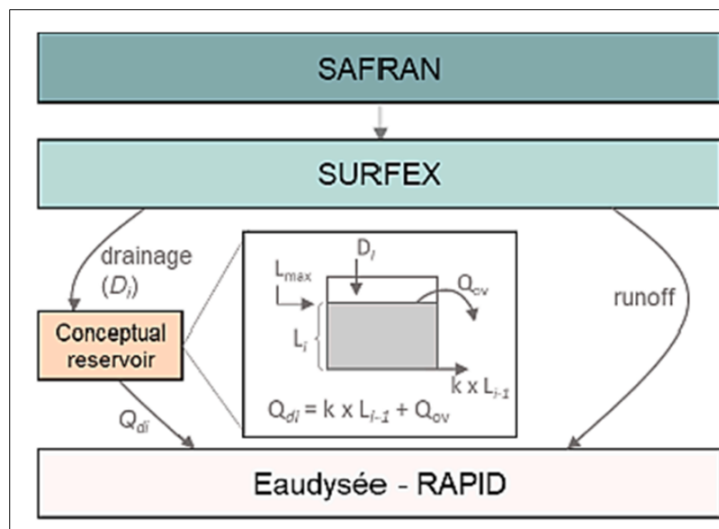 SAFRAN
SURFEX
drainage
(Di)
Conceptual
reservoir
Qdi
Di
Lmax
Qov
Li
k x Li-1
Qdi = k x Li-1 + Qov
runoff
Eaudysée - RAPID